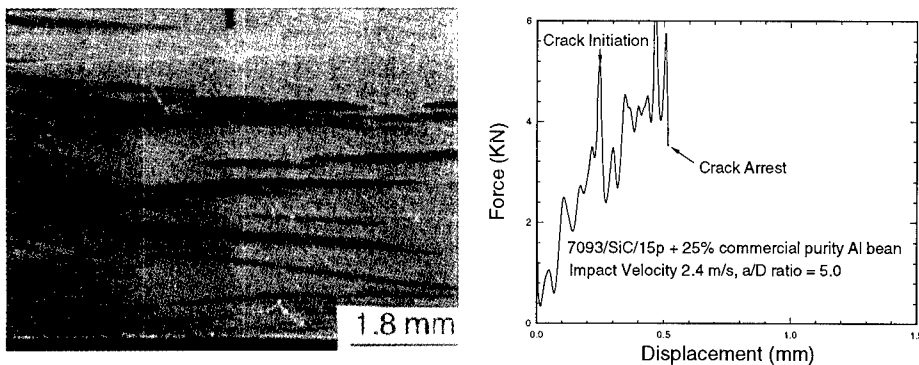 1.8 mm
6
4
2
0
Force (KN)
Crack Initiation
Crack Arrest
7093/SiC/15p + 25% commercial purity Al bean
Impact Velocity 2.4 m/s, a/D ratio = 5.0
0.0 0.5 1.0 1.5
Displacement (mm)